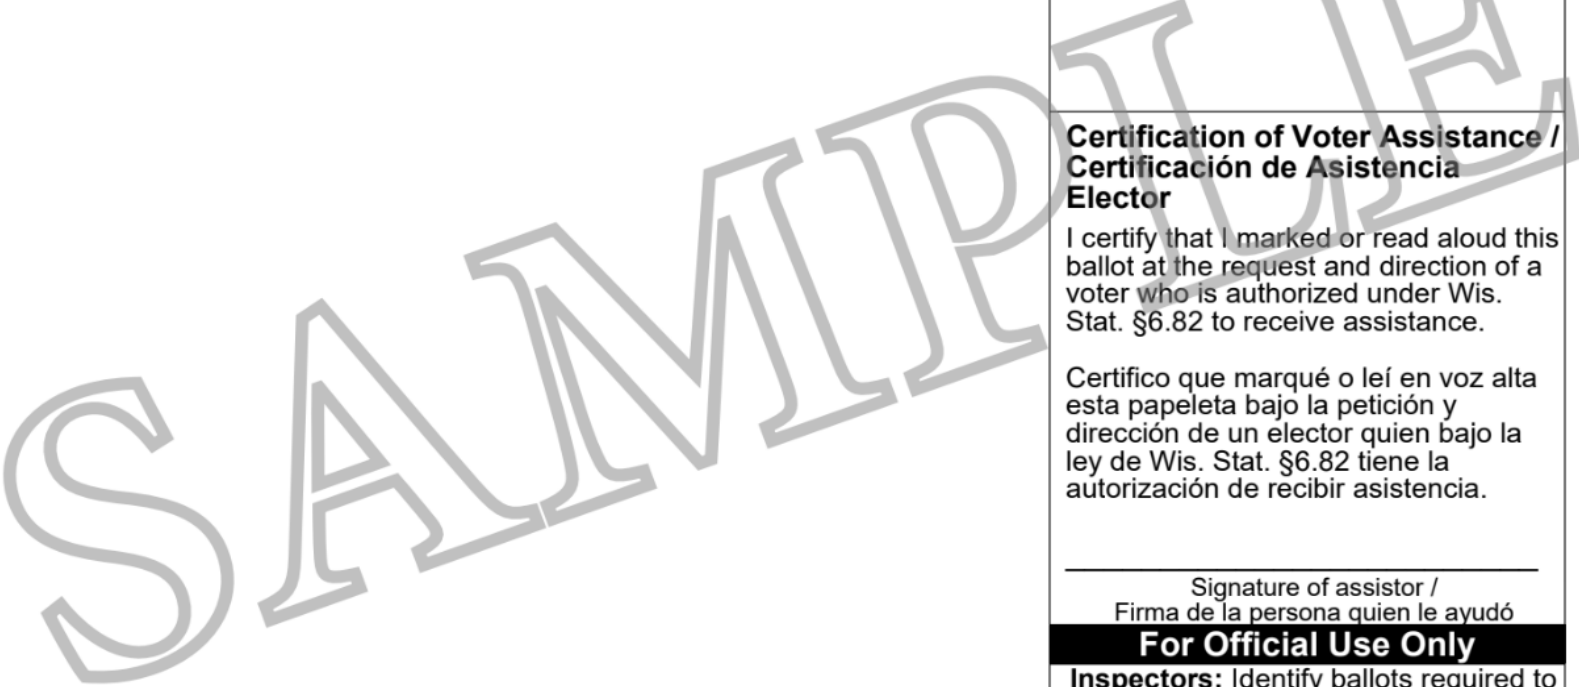 SAMPLE
Certification of Voter Assistance /
Certificación de Asistencia
Elector
I certify that I marked or read aloud this
ballot at the request and direction of a
voter who is authorized under Wis.
Stat. §6.82 to receive assistance.
Certifico que marqué o leí en voz alta
esta papeleta bajo la petición y
dirección de un elector quien bajo la
ley de Wis. Stat. §6.82 tiene la
autorización de recibir asistencia.
Signature of assistor /
Firma de la persona quien le ayudó
For Official Use Only
Inspectors: Identify ballots required to